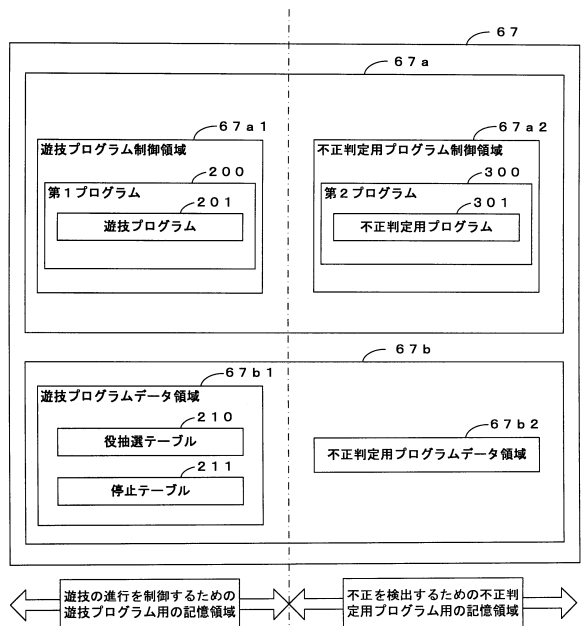 ６７
６７a
６７a１
遊技プログラム制御領域
２００
第１プログラム
２０１
遊技プログラム
６７a２
不正判定用プログラム制御領域
３００
第２プログラム
３０１
不正判定用プログラム
６７b
６７b１
遊技プログラムデータ領域
２１０
役抽選テーブル
２１１
停止テーブル
６７b２
不正判定用プログラムデータ領域
遊技の進行を制御するための
遊技プログラム用の記憶領域
不正を検出するための不正判
定用プログラム用の記憶領域